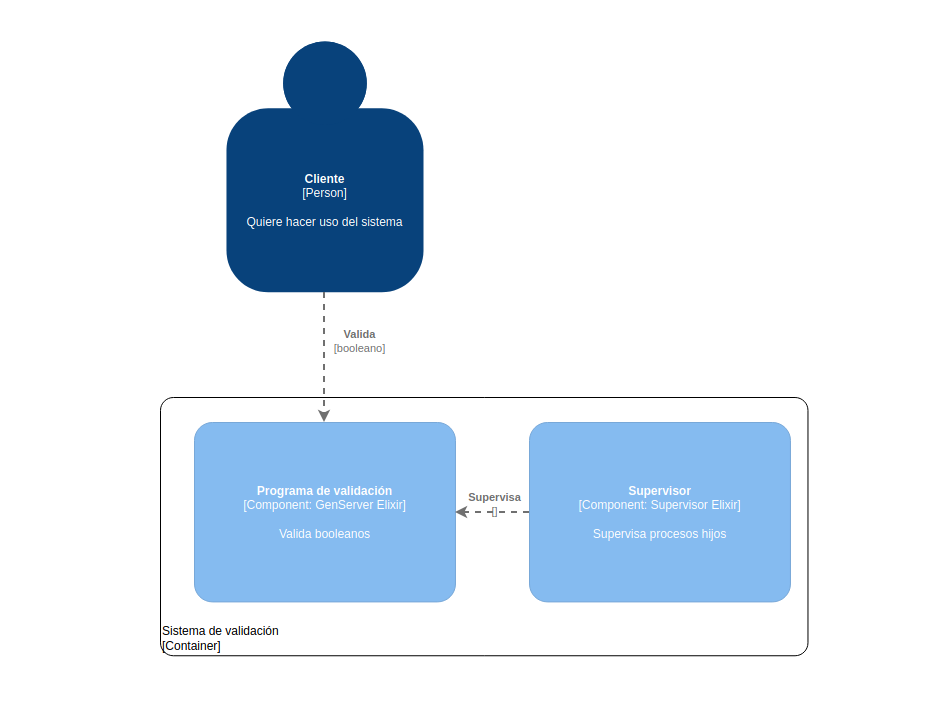 Cliente
[Person]
Quiere hacer uso del sistema
Valida
[booleano]
Programa de validación
[Component: GenServer Elixir]
Valida booleanos
Supervisa
[]
Supervisor
[Component: Supervisor Elixir]
Supervisa procesos hijos
Sistema de validación
[Container]